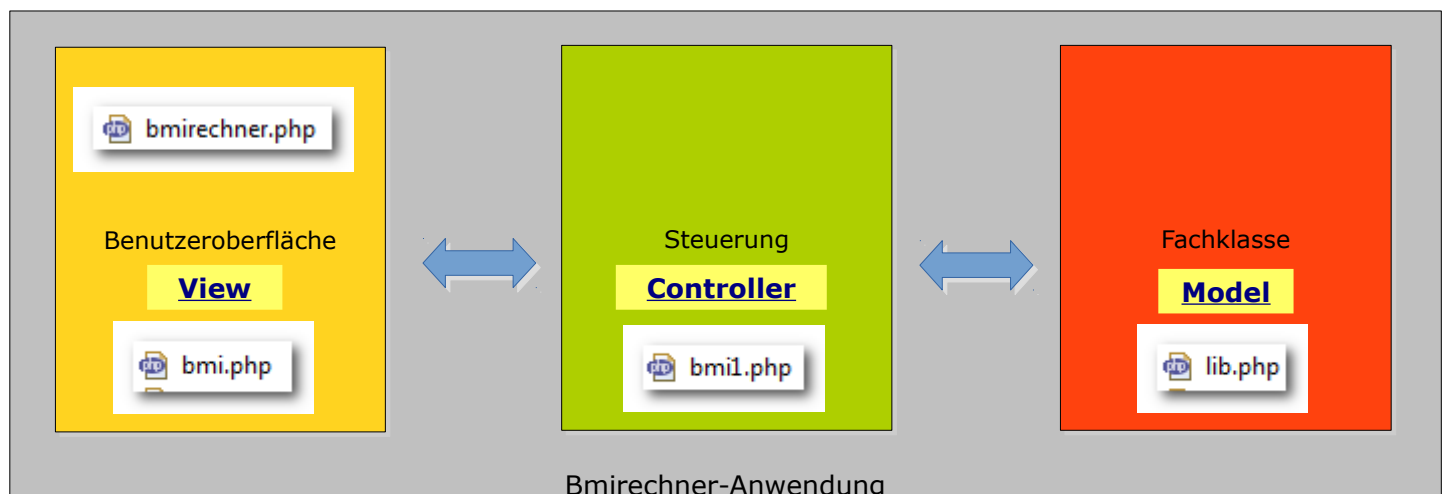 bmirechner.php
Benutzeroberfläche
View
bmi.php
Steuerung
Controller
bmi1.php
Fachklasse
Model
lib.php
Bmirechner-Anwendung